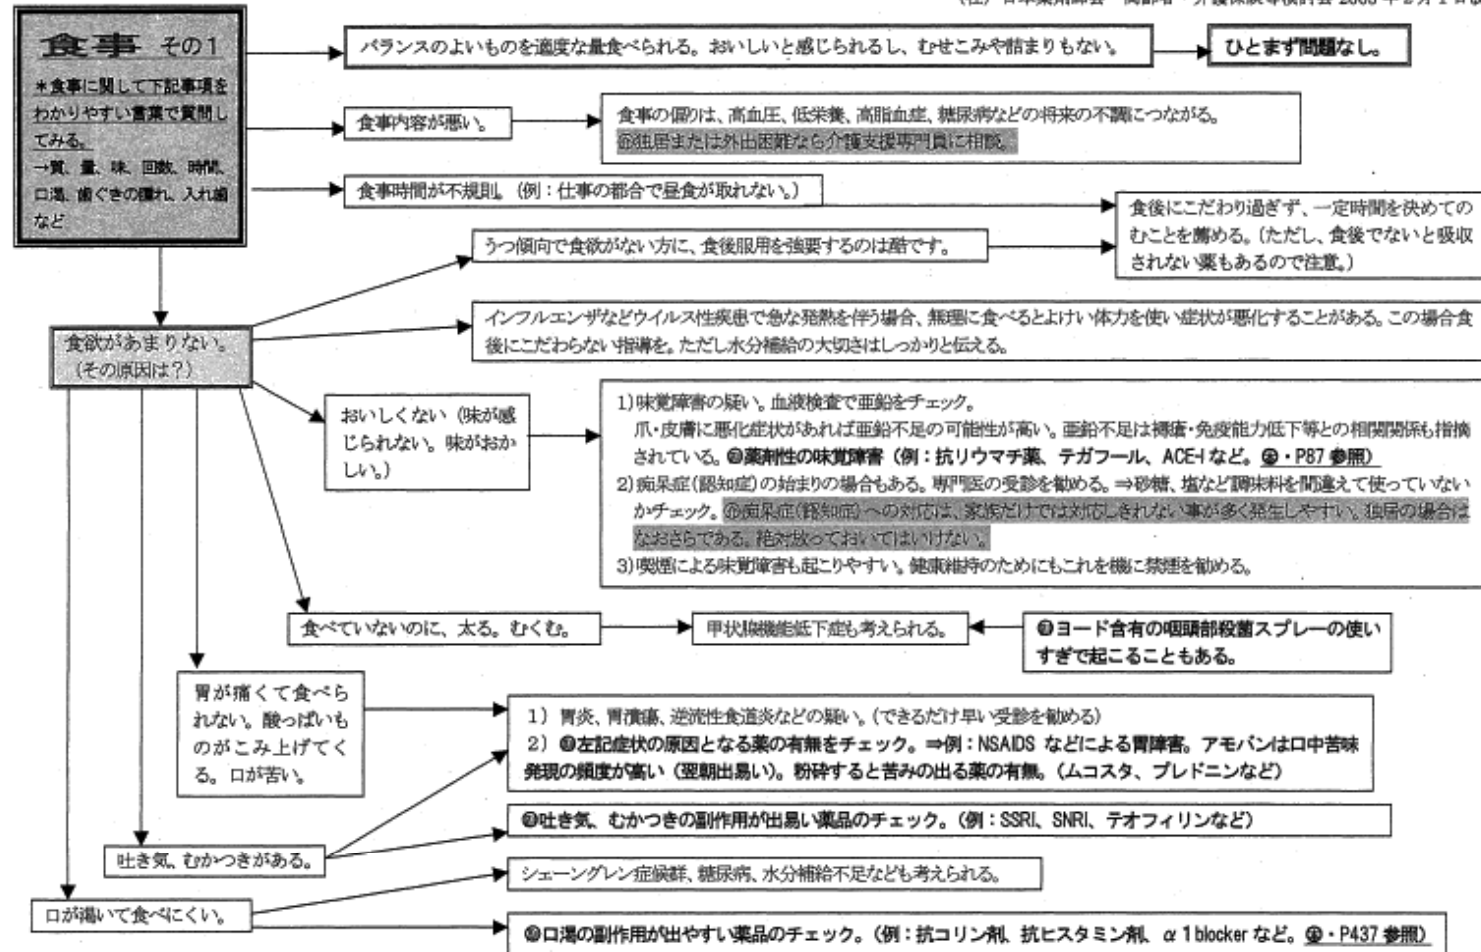 食事 その1
*食事に関して下記事項を
わかりやすい言葉で質問し
てみる。
→質、量、味、回数、時間、
口渇、歯ぐきの腫れ、入れ歯
など
バランスのよいものを適度な量食べられる。おいしいと感じられるし、むせこみや詰まりもない。
ひとまず問題なし。
食事内容が悪い。
食事の偏りは、高血圧、低栄養、高脂血症、糖尿病などの将来の不調につながる。
独居または外出困難なら介護支援専門員に相談。
食事時間が不規則。(例:仕事の都合で昼食が取れない。)
食後にこだわり過ぎず、一定時間を決めての
むことを薦める。(ただし、食後でないと吸収
されない薬もあるので注意。)
うつ傾向で食欲がない方に、食後服用を強要するのは酷です。
食欲があまりない。
(その原因は?)
インフルエンザなどウイルス性疾患で急な発熱を伴う場合、無理に食べるとよけい体力を使い症状が悪化することがある。この場合食
後にこだわらない指導を。ただし水分補給の大切さはしっかりと伝える。
おいしくない(味が感
じられない。味がおか
しい。)
1)味覚障害の疑い。血液検査で亜鉛をチェック。
爪・皮膚に悪化症状があれば亜鉛不足の可能性が高い。亜鉛不足は褥瘡・免疫能力低下等との相関関係も指摘
されている。薬剤性の味覚障害(例:抗リウマチ薬、テガフール、ACE-Iなど。・P87 参照)
2)痴呆症(認知症)の始まりの場合もある。専門医の受診を勧める。⇒砂糖、塩など調味料を間違えて使っていない
かチェック。痴呆症(認知症)への対応は、家族だけでは対応しきれない事が多く発生しやすい。独居の場合は
なおさらである。絶対放っておいてはいけない。
3)喫煙による味覚障害も起こりやすい。健康維持のためにもこれを機に禁煙を勧める。
食べていないのに、太る。むくむ。
甲状腺機能低下症も考えられる。
ヨード含有の咽頭部殺菌スプレーの使い
すぎで起こることもある。
胃が痛くて食べら
れない。酸っぱいも
のがこみ上げてく
る。口が苦い。
1) 胃炎、胃潰瘍、逆流性食道炎などの疑い。(できるだけ早い受診を勧める)
2) 左記症状の原因となる薬の有無をチェック。⇒例:NSAIDS などによる胃障害。アモバンは口中苦味
発現の頻度が高い(翌朝出易い)。粉砕すると苦みの出る薬の有無。(ムコスタ、プレドニンなど)
吐き気、むかつきの副作用が出易い薬品のチェック。(例:SSRI、SNRI、テオフィリンなど)
吐き気、むかつきがある。
シェーングレン症候群、糖尿病、水分補給不足なども考えられる。
口が渇いて食べにくい。
口渇の副作用が出やすい薬品のチェック。(例:抗コリン剤、抗ヒスタミン剤、α1blocker など。・P437 参照)